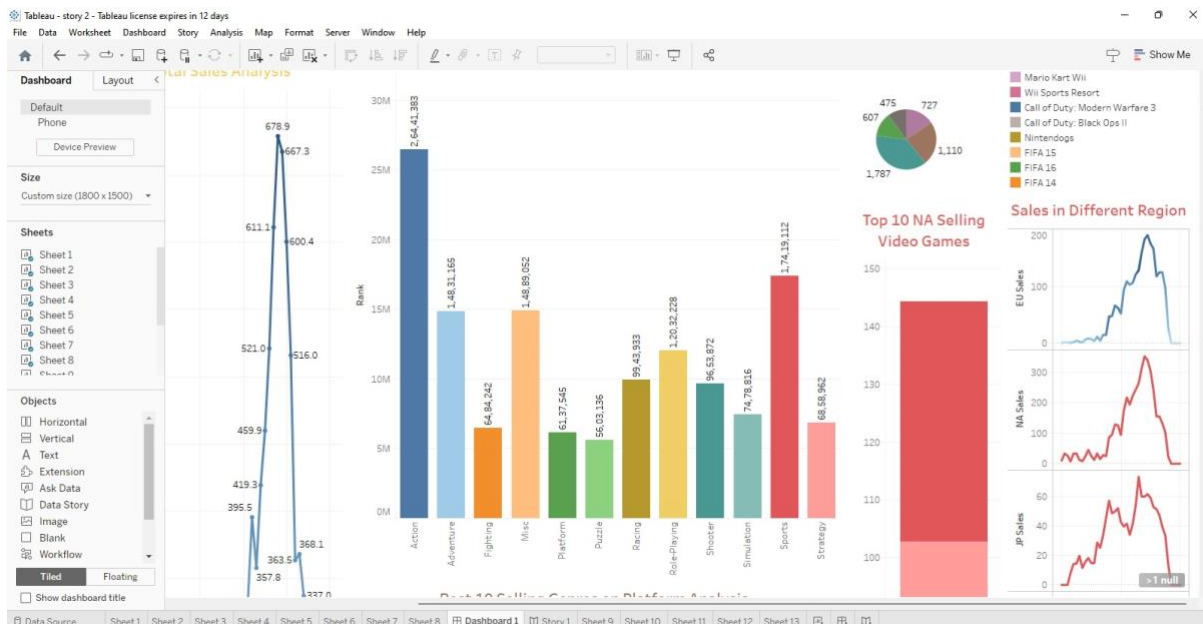 Tableau - story 2 - Tableau license expires in 12 days
File Data Worksheet Dashboard Story Analysis Map Format Server Window Help
Show Me
Dashboard Layout
Default
Phone
Device Preview
Size
Custom size (1800 x 1500)
Sheets
Sheet 1
Sheet 2
Sheet 3
Sheet 4
Sheet 5
Sheet 6
Sheet 7
Sheet 8
Objects
Horizontal
Vertical
Text
Extension
Ask Data
Data Story
Image
Blank
Workflow
Tiled Floating
Show dashboard title
Sales Analysis
678.9
667.3
611.1
600.4
521.0
516.0
459.9
419.3
395.5
368.1
363.5
357.8
337.0
Rank
30M
25M
20M
15M
10M
5M
0M
2,64,41,383
1,48,31,165
64,84,242
1,48,89,052
61,37,545
56,03,136
99,43,933
1,20,32,228
96,53,872
74,78,816
1,74,19,112
68,58,962
Action
Adventure
Fighting
Misc
Platform
Puzzle
Racing
Role-Playing
Shooter
Simulation
Sports
Strategy
475
727
607
1,110
1,787
Top 10 NA Selling
Video Games
150
140
130
120
110
100
Mario Kart Wii
Wii Sports Resort
Call of Duty: Modern Warfare 3
Call of Duty: Black Ops II
Nintendogs
FIFA 15
FIFA 16
FIFA 14
Sales in Different Region
EU Sales
200
100
0
NA Sales
300
200
100
0
JP Sales
60
40
20
0
>1 null
Data Source Sheet 1 Sheet 2 Sheet 3 Sheet 4 Sheet 5 Sheet 6 Sheet 7 Sheet 8 Dashboard 1 Story 1 Sheet 9 Sheet 10 Sheet 11 Sheet 12 Sheet 13